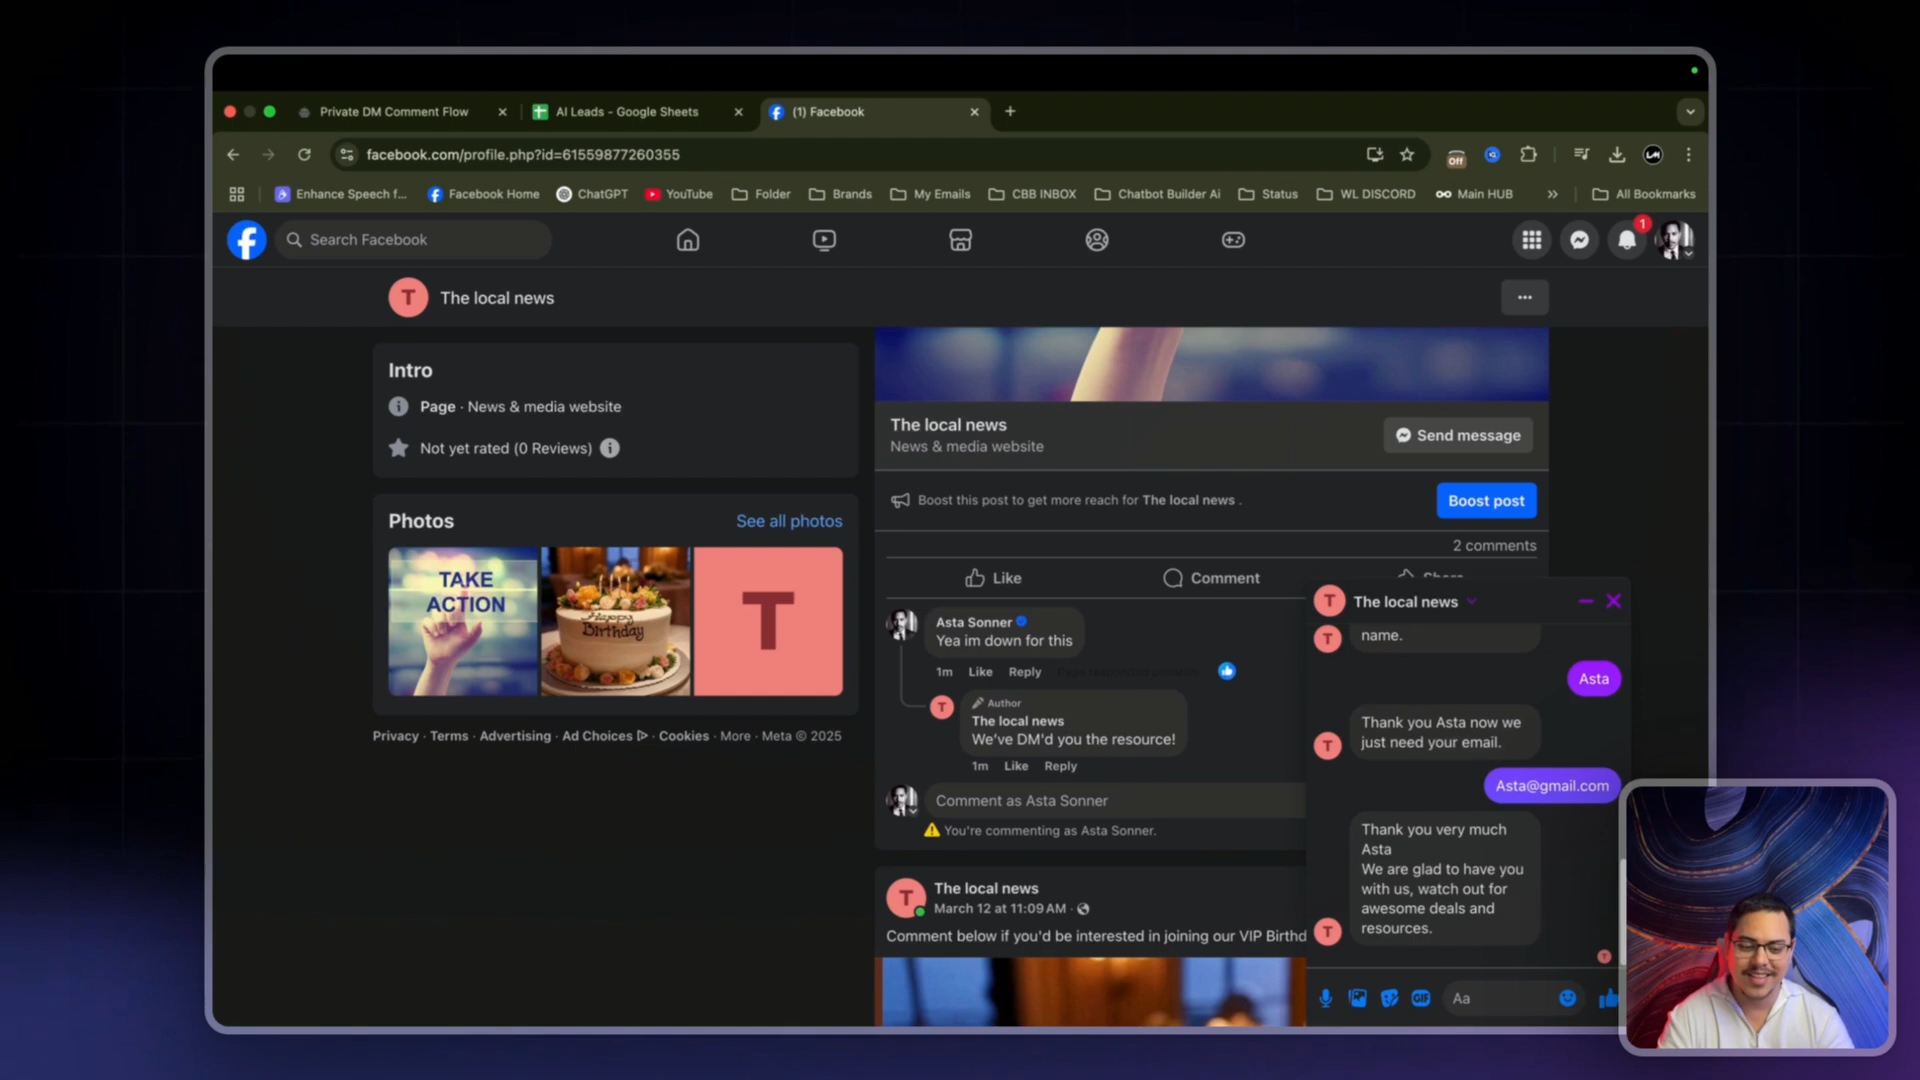 Private DM Comment Flow
AI Leads - Google Sheets
(1) Facebook
facebook.com/profile.php?id=61559877260355
Off
Enhance Speech f...
Facebook Home
ChatGPT
YouTube
Folder
Brands
My Emails
CBB INBOX
Chatbot Builder Ai
Status
WL DISCORD
Main HUB
All Bookmarks
Search Facebook
1
T
The local news
Intro
Page · News & media website
Not yet rated (0 Reviews)
Photos
See all photos
TAKE
ACTION
Happy
Birthday
T
Privacy · Terms · Advertising · Ad Choices · Cookies · More · Meta © 2025
The local news
News & media website
Send message
Boost this post to get more reach for The local news .
Boost post
2 comments
Like
Comment
Share
Asta Sonner
Yea im down for this
1m Like Reply
T
Author
The local news
We've DM'd you the resource!
1m Like Reply
Comment as Asta Sonner
You're commenting as Asta Sonner.
T
The local news
March 12 at 11:09 AM ·
Comment below if you'd be interested in joining our VIP Birthd
T
The local news
T
name.
Asta
Thank you Asta now we
just need your email.
T
Asta@gmail.com
Thank you very much
Asta
We are glad to have you
with us, watch out for
awesome deals and
resources.
T
GIF
Aa